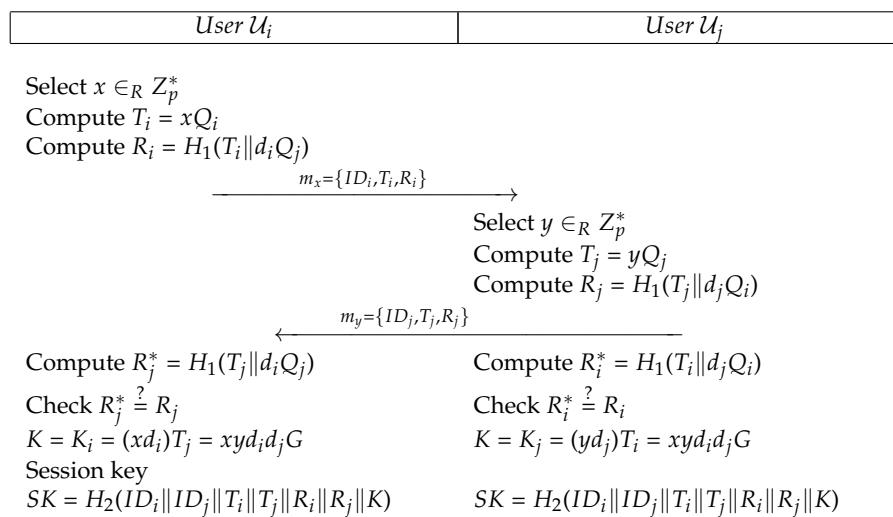 User 𝒰ᵢ User 𝒰ⱼ
Select x ∈_R Z_p^*
Compute T_i = xQ_i
Compute R_i = H_1(T_i‖d_iQ_j)
m_x={ID_i,T_i,R_i}
Select y ∈_R Z_p^*
Compute T_j = yQ_j
Compute R_j = H_1(T_j‖d_jQ_i)
m_y={ID_j,T_j,R_j}
Compute R_j^* = H_1(T_j‖d_iQ_j) Compute R_i^* = H_1(T_i‖d_jQ_i)
Check R_j^* ≟ R_j Check R_i^* ≟ R_i
K = K_i = (xd_i)T_j = xyd_id_jG K = K_j = (yd_j)T_i = xyd_id_jG
Session key
SK = H_2(ID_i‖ID_j‖T_i‖T_j‖R_i‖R_j‖K) SK = H_2(ID_i‖ID_j‖T_i‖T_j‖R_i‖R_j‖K)